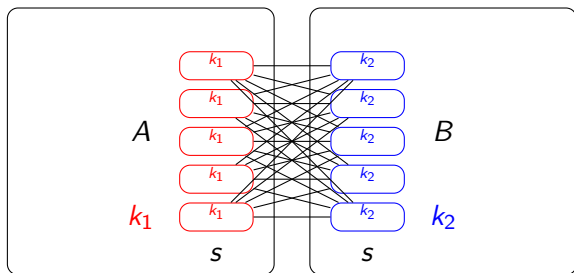 k₁ k₂
k₁ k₂
A k₁ k₂ B
k₁ k₂
k₁ k₁ k₂ k₂
s s